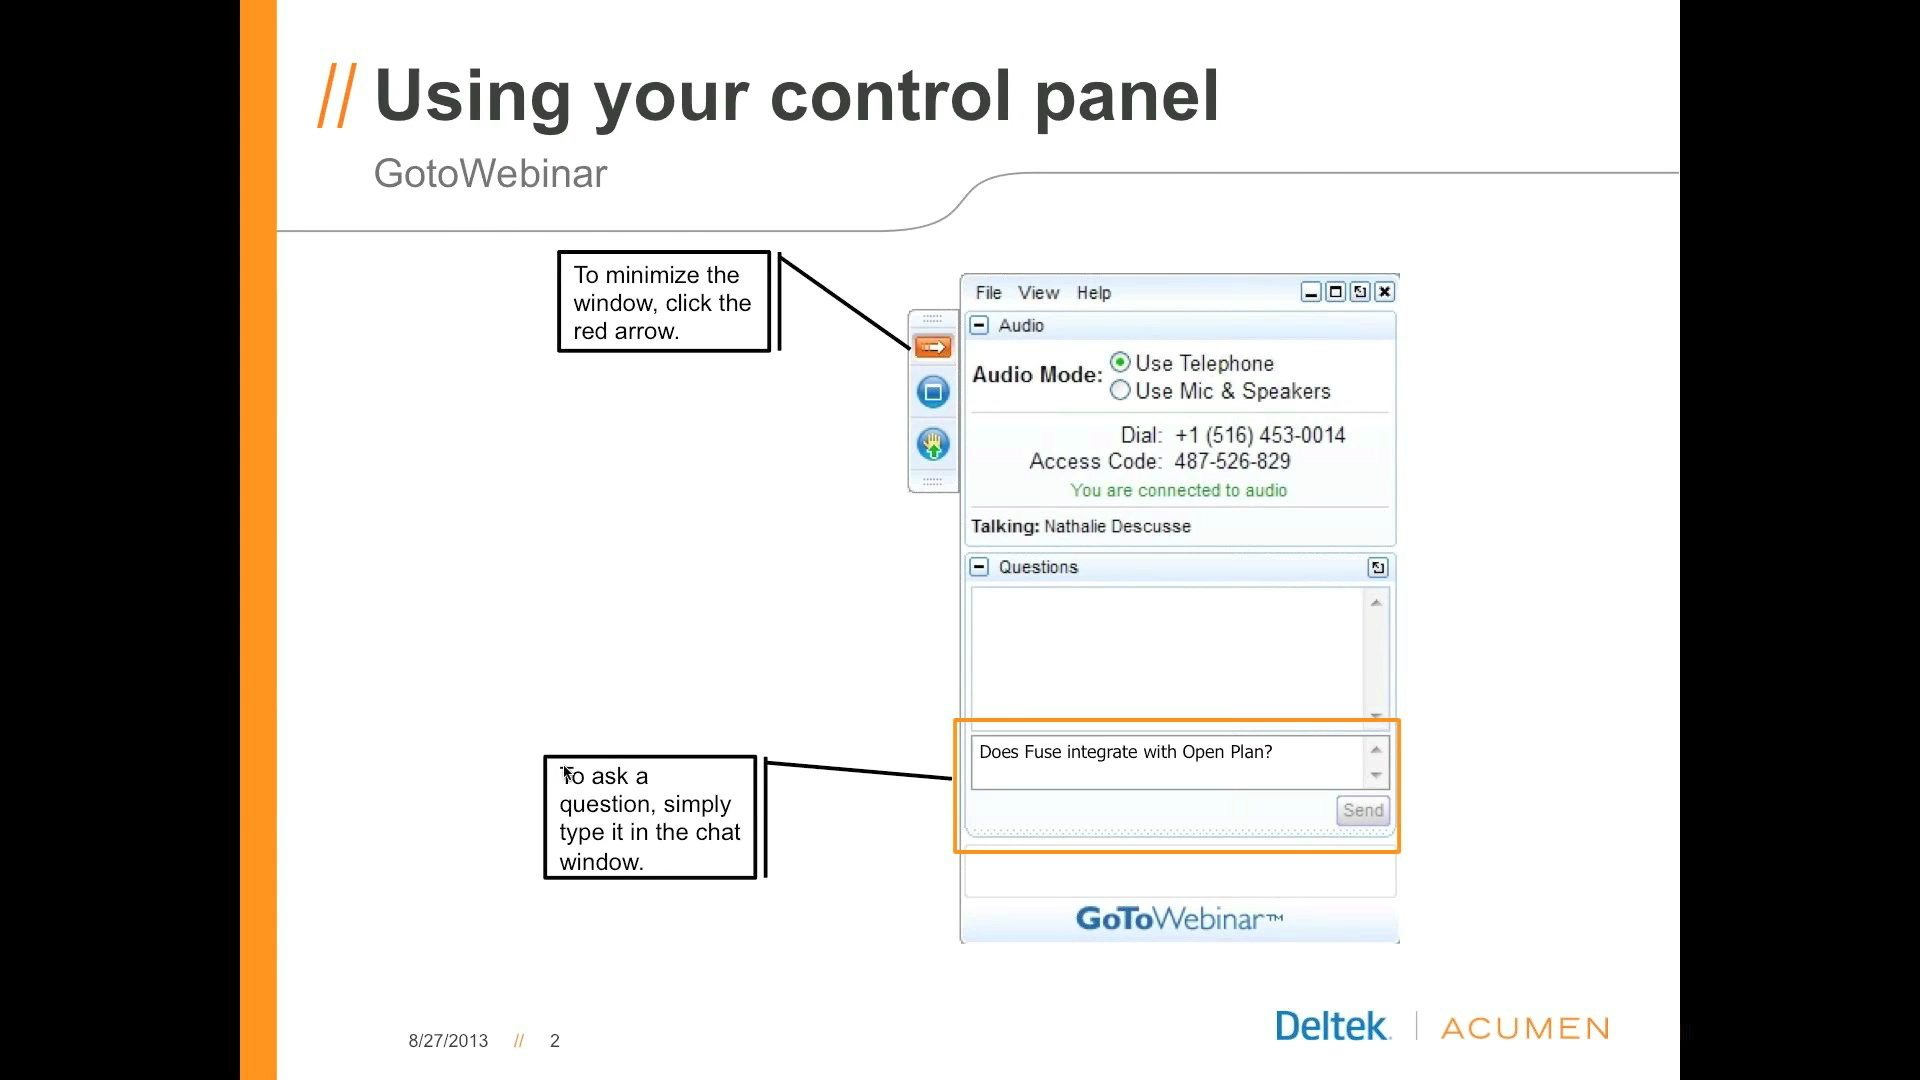 // Using your control panel
GotoWebinar
To minimize the
window, click the
red arrow.
File View Help
Audio
Audio Mode: Use Telephone
Use Mic & Speakers
Dial: +1 (516) 453-0014
Access Code: 487-526-829
You are connected to audio
Talking: Nathalie Descusse
Questions
Does Fuse integrate with Open Plan?
Send
To ask a
question, simply
type it in the chat
window.
GoToWebinar™
8/27/2013 // 2
Deltek | ACUMEN